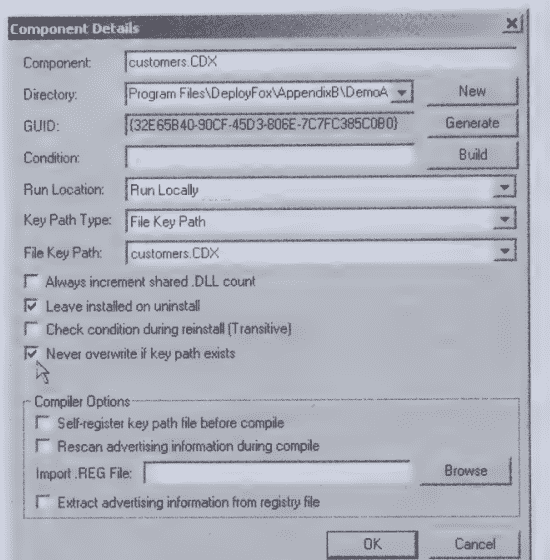 Component Details
Component: customers.CDX
Directory: Program Files\DeployFox\AppendixB\DemoA New
GUID: {32E65B40-90CF-45D3-806E-7C7FC385C0B0} Generate
Condition: Build
Run Location: Run Locally
Key Path Type: File Key Path
File Key Path: customers.CDX
Always increment shared .DLL count
Leave installed on uninstall
Check condition during reinstall (Transitive)
Never overwrite if key path exists
Compiler Options
Self-register key path file before compile
Rescan advertising information during compile
Import .REG File: Browse
Extract advertising information from registry file
OK Cancel